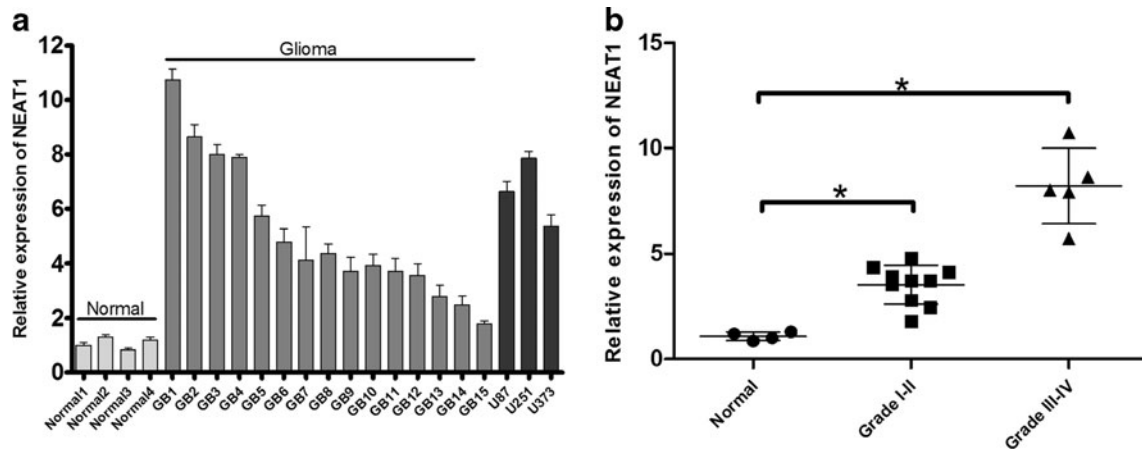 a
Relative expression of NEAT1
12
10
8
6
4
2
0
Normal
Glioma
Normal1
Normal2
Normal3
Normal4
GB1
GB2
GB3
GB4
GB5
GB6
GB7
GB8
GB9
GB10
GB11
GB12
GB13
GB14
GB15
U87
U251
U373
b
Relative expression of NEAT1
15
10
5
0
*
*
Normal
Grade I-II
Grade III-IV